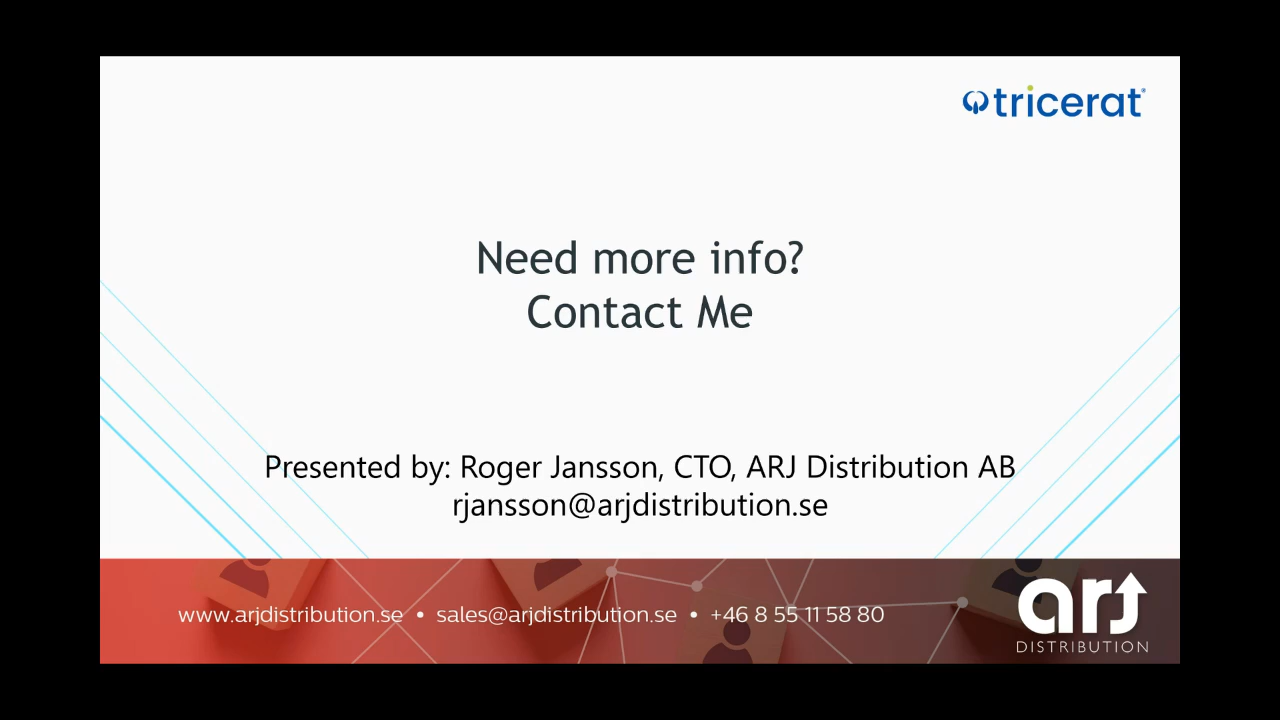 tricerat®
Need more info?
Contact Me
Presented by: Roger Jansson, CTO, ARJ Distribution AB
rjansson@arjdistribution.se
www.arjdistribution.se • sales@arjdistribution.se • +46 8 55 11 58 80
arj
DISTRIBUTION